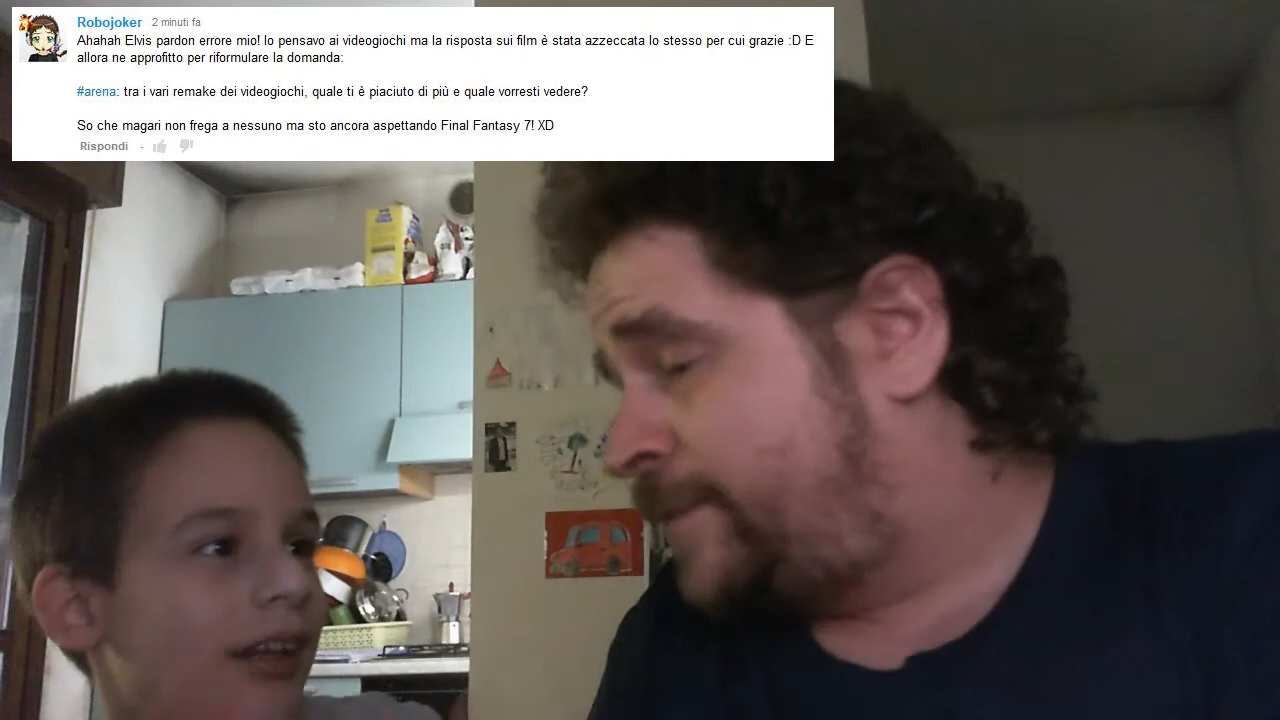 Robojoker 2 minuti fa
Ahahah Elvis pardon errore mio! Io pensavo ai videogiochi ma la risposta sui film è stata azzeccata lo stesso per cui grazie :D E
allora ne approfitto per riformulare la domanda:
#arena: tra i vari remake dei videogiochi, quale ti è piaciuto di più e quale vorresti vedere?
So che magari non frega a nessuno ma sto ancora aspettando Final Fantasy 7! XD
Rispondi ·